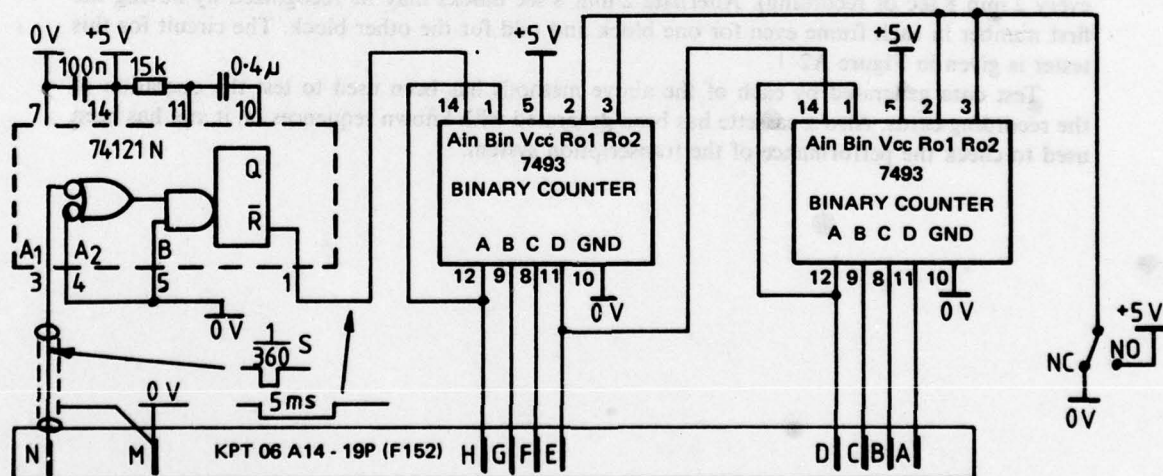 0V +5V
100n 15k 0·4µ
7 14 11 10
74121N
Q
R̅
A1 A2 B
3 4 5 1
0V
1/360 S
5ms
0V
+5V
14 1 5 2 3
Ain Bin Vcc Ro1 Ro2
7493
BINARY COUNTER
A B C D GND
12 9 8 11 10
0V
+5V
14 1 5 2 3
Ain Bin Vcc Ro1 Ro2
7493
BINARY COUNTER
A B C D GND
12 9 8 11 10
0V
+5V
NC NO
0V
N M KPT 06 A14 - 19P (F152) H G F E D C B A